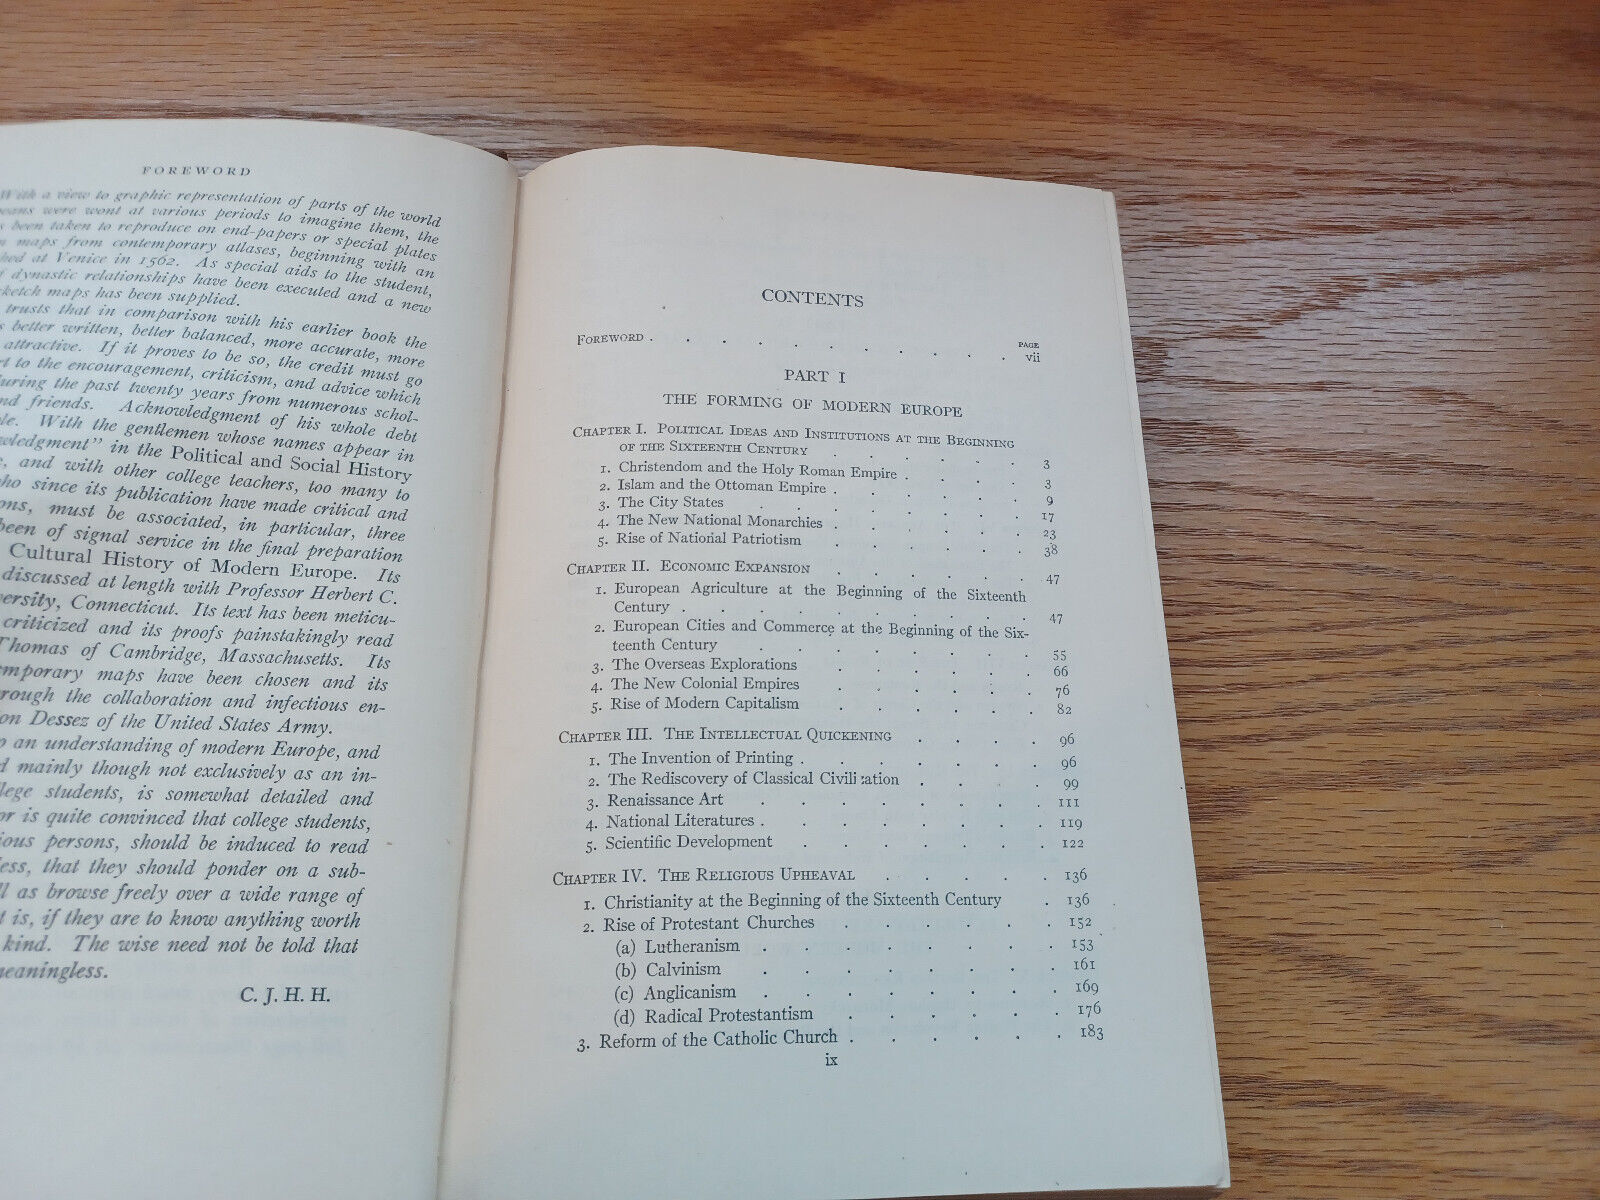 FOREWORD
With a view to graphic representation of parts of the world
were wont at various periods to imagine them, the
been taken to reproduce on end-papers or special plates
maps from contemporary atlases, beginning with an
at Venice in 1562. As special aids to the student,
dynastic relationships have been executed and a new
maps has been supplied.
trusts that in comparison with his earlier book the
better written, better balanced, more accurate, more
attractive. If it proves to be so, the credit must go
to the encouragement, criticism, and advice which
during the past twenty years from numerous schol-
friends. Acknowledgment of his whole debt
With the gentlemen whose names appear in
in the Political and Social History
and with other college teachers, too many to
who since its publication have made critical and
must be associated, in particular, three
been of signal service in the final preparation
Cultural History of Modern Europe. Its
discussed at length with Professor Herbert C.
Connecticut. Its text has been meticu-
criticized and its proofs painstakingly read
Thomas of Cambridge, Massachusetts. Its
maps have been chosen and its
through the collaboration and infectious en-
Dessez of the United States Army.
an understanding of modern Europe, and
mainly though not exclusively as an in-
students, is somewhat detailed and
is quite convinced that college students,
persons, should be induced to read
that they should ponder on a sub-
as browse freely over a wide range of
is, if they are to know anything worth
kind. The wise need not be told that
meaningless.
C. J. H. H.
CONTENTS
PAGE
FOREWORD . . . . . . . . . . . vii
PART I
THE FORMING OF MODERN EUROPE
CHAPTER I. POLITICAL IDEAS AND INSTITUTIONS AT THE BEGINNING
OF THE SIXTEENTH CENTURY . . . . . . 3
1. Christendom and the Holy Roman Empire . . . . 3
2. Islam and the Ottoman Empire . . . . . 9
3. The City States . . . . . . . 17
4. The New National Monarchies . . . . . . 23
5. Rise of National Patriotism . . . . . . 38
CHAPTER II. ECONOMIC EXPANSION . . . . . . 47
1. European Agriculture at the Beginning of the Sixteenth
Century . . . . . . . . . . 47
2. European Cities and Commerce at the Beginning of the Six-
teenth Century . . . . . . . . 55
3. The Overseas Explorations . . . . . . 66
4. The New Colonial Empires . . . . . . 76
5. Rise of Modern Capitalism . . . . . . 82
CHAPTER III. THE INTELLECTUAL QUICKENING . . . . 96
1. The Invention of Printing . . . . . . . 96
2. The Rediscovery of Classical Civilization . . . . 99
3. Renaissance Art . . . . . . . . 111
4. National Literatures . . . . . . . . 119
5. Scientific Development . . . . . . . 122
CHAPTER IV. THE RELIGIOUS UPHEAVAL . . . . . 136
1. Christianity at the Beginning of the Sixteenth Century . 136
2. Rise of Protestant Churches . . . . . . 152
(a) Lutheranism . . . . . . . . 153
(b) Calvinism . . . . . . . . 161
(c) Anglicanism . . . . . . . . 169
(d) Radical Protestantism . . . . . . 176
3. Reform of the Catholic Church . . . . . . 183
ix